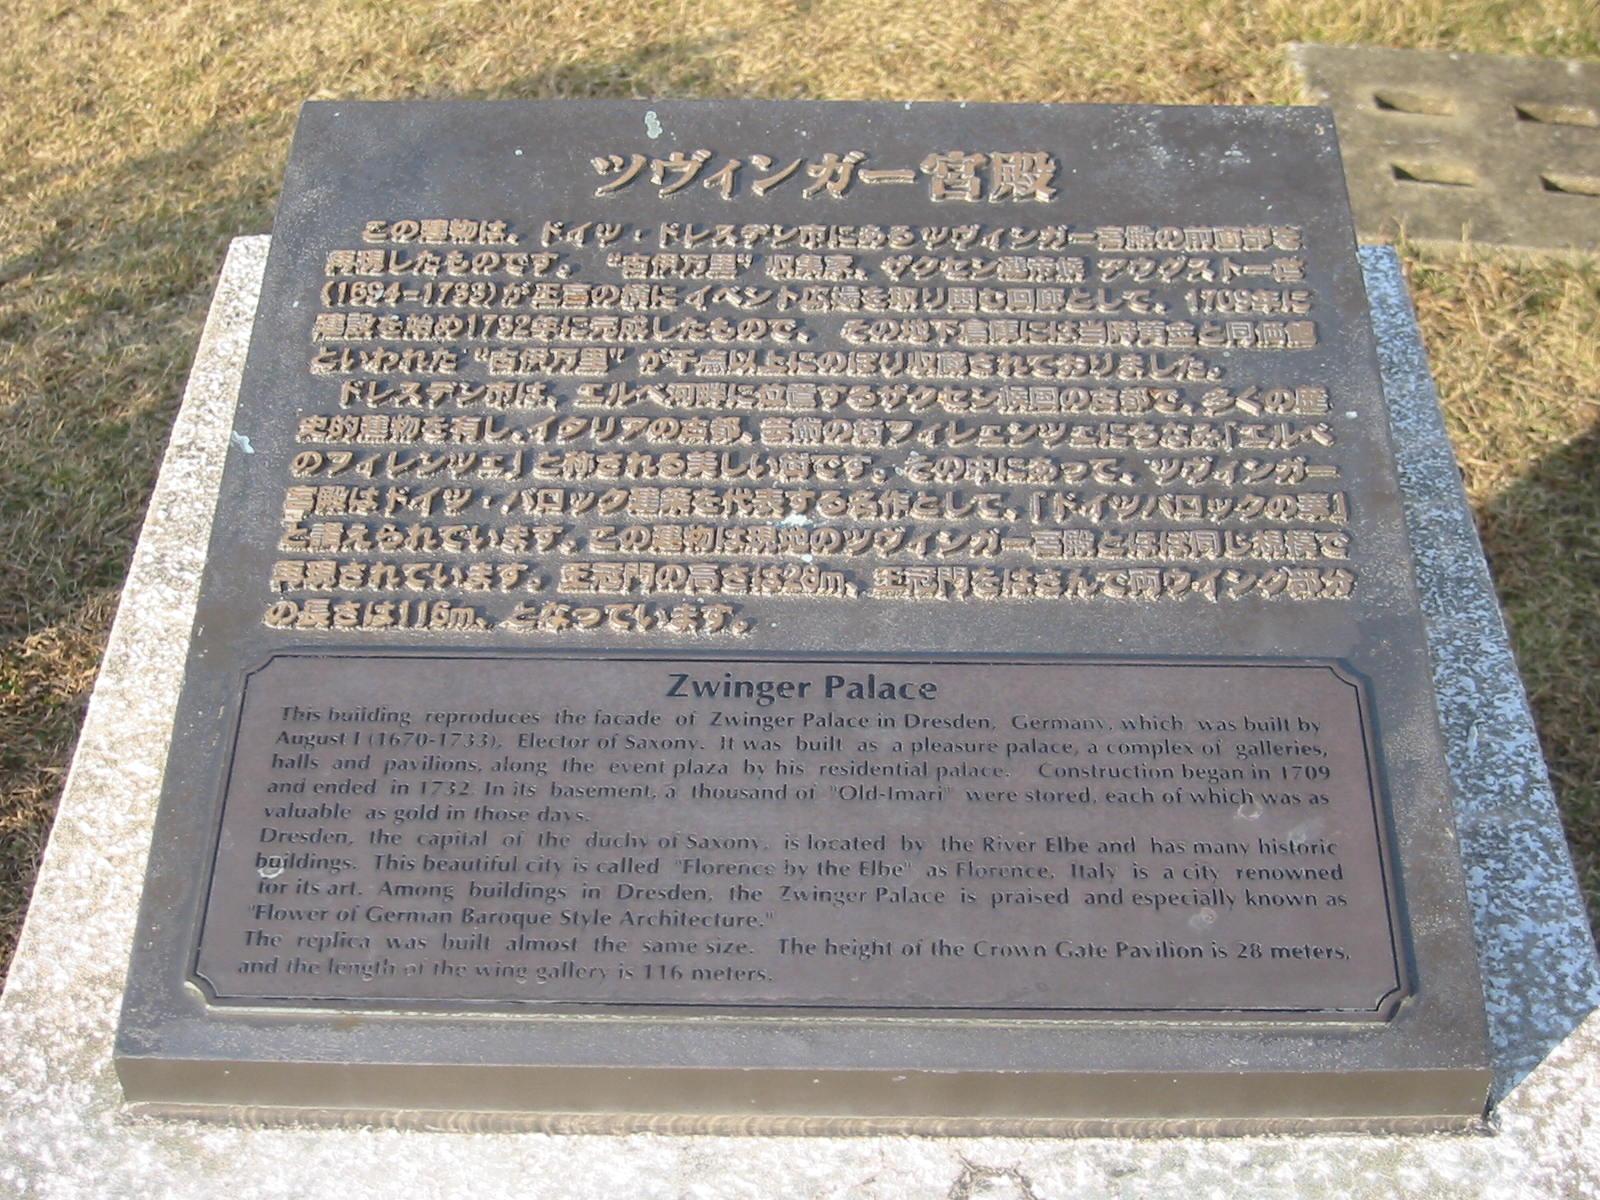 ツヴィンガー宮殿
この建物は、ドイツ・ドレスデン市にあるツヴィンガー宮殿の前面部を
再現したものです。“古伊万里”収集家、ザクセン選帝候 アウグスト一世
(1694-1733)が王宮の横にイベント広場を取り囲む回廊として、1709年に
建設を始め1732年に完成したもので、その地下倉庫には当時黄金と同価値
といわれた“古伊万里”が千点以上にのぼり収蔵されておりました。
ドレスデン市は、エルベ河畔に位置するザクセン候国の古都で、多くの歴
史的建物を有し、イタリアの古都、芸術の街フィレンツェにちなみ「エルベ
のフィレンツェ」と称される美しい街です。その中にあって、ツヴィンガー
宮殿はドイツ・バロック建築を代表する名作として、「ドイツバロックの華」
と讃えられています。この建物は現地のツヴィンガー宮殿とほぼ同じ規模で
再現されています。王冠門の高さは28m、王冠門をはさんで両ウイング部分
の長さは116m、となっています。
Zwinger Palace
This building reproduces the facade of Zwinger Palace in Dresden, Germany, which was built by
August I (1670-1733), Elector of Saxony. It was built as a pleasure palace, a complex of galleries,
halls and pavilions, along the event plaza by his residential palace. Construction began in 1709
and ended in 1732. In its basement, a thousand of "Old-Imari" were stored, each of which was as
valuable as gold in those days.
Dresden, the capital of the duchy of Saxony, is located by the River Elbe and has many historic
buildings. This beautiful city is called "Florence by the Elbe" as Florence, Italy is a city renowned
for its art. Among buildings in Dresden, the Zwinger Palace is praised and especially known as
"Flower of German Baroque Style Architecture."
The replica was built almost the same size. The height of the Crown Gate Pavilion is 28 meters,
and the length of the wing gallery is 116 meters.